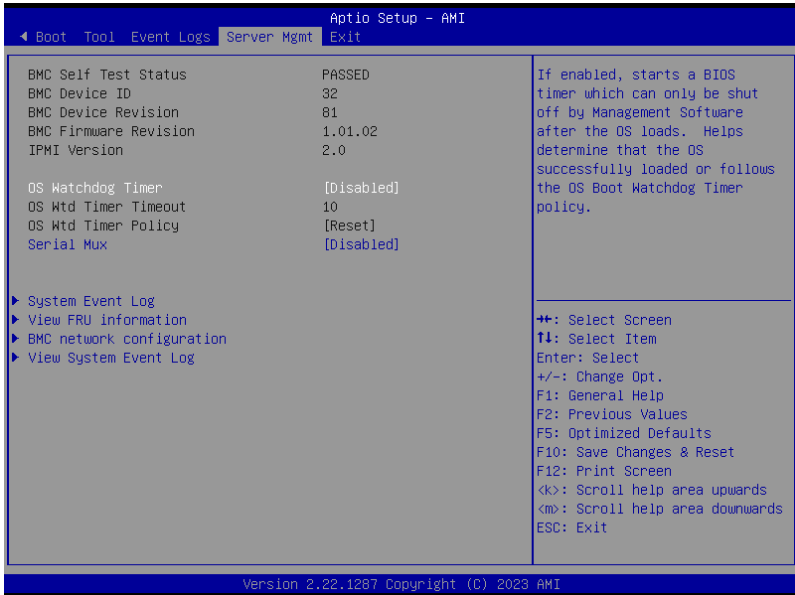 Aptio Setup – AMI
◀ Boot Tool Event Logs Server Mgmt Exit
BMC Self Test Status PASSED
BMC Device ID 32
BMC Device Revision 81
BMC Firmware Revision 1.01.02
IPMI Version 2.0
OS Watchdog Timer [Disabled]
OS Wtd Timer Timeout 10
OS Wtd Timer Policy [Reset]
Serial Mux [Disabled]
▶ System Event Log
▶ View FRU information
▶ BMC network configuration
▶ View System Event Log
If enabled, starts a BIOS
timer which can only be shut
off by Management Software
after the OS loads. Helps
determine that the OS
successfully loaded or follows
the OS Boot Watchdog Timer
policy.
→←: Select Screen
↑↓: Select Item
Enter: Select
+/-: Change Opt.
F1: General Help
F2: Previous Values
F5: Optimized Defaults
F10: Save Changes & Reset
F12: Print Screen
<k>: Scroll help area upwards
<m>: Scroll help area downwards
ESC: Exit
Version 2.22.1287 Copyright (C) 2023 AMI